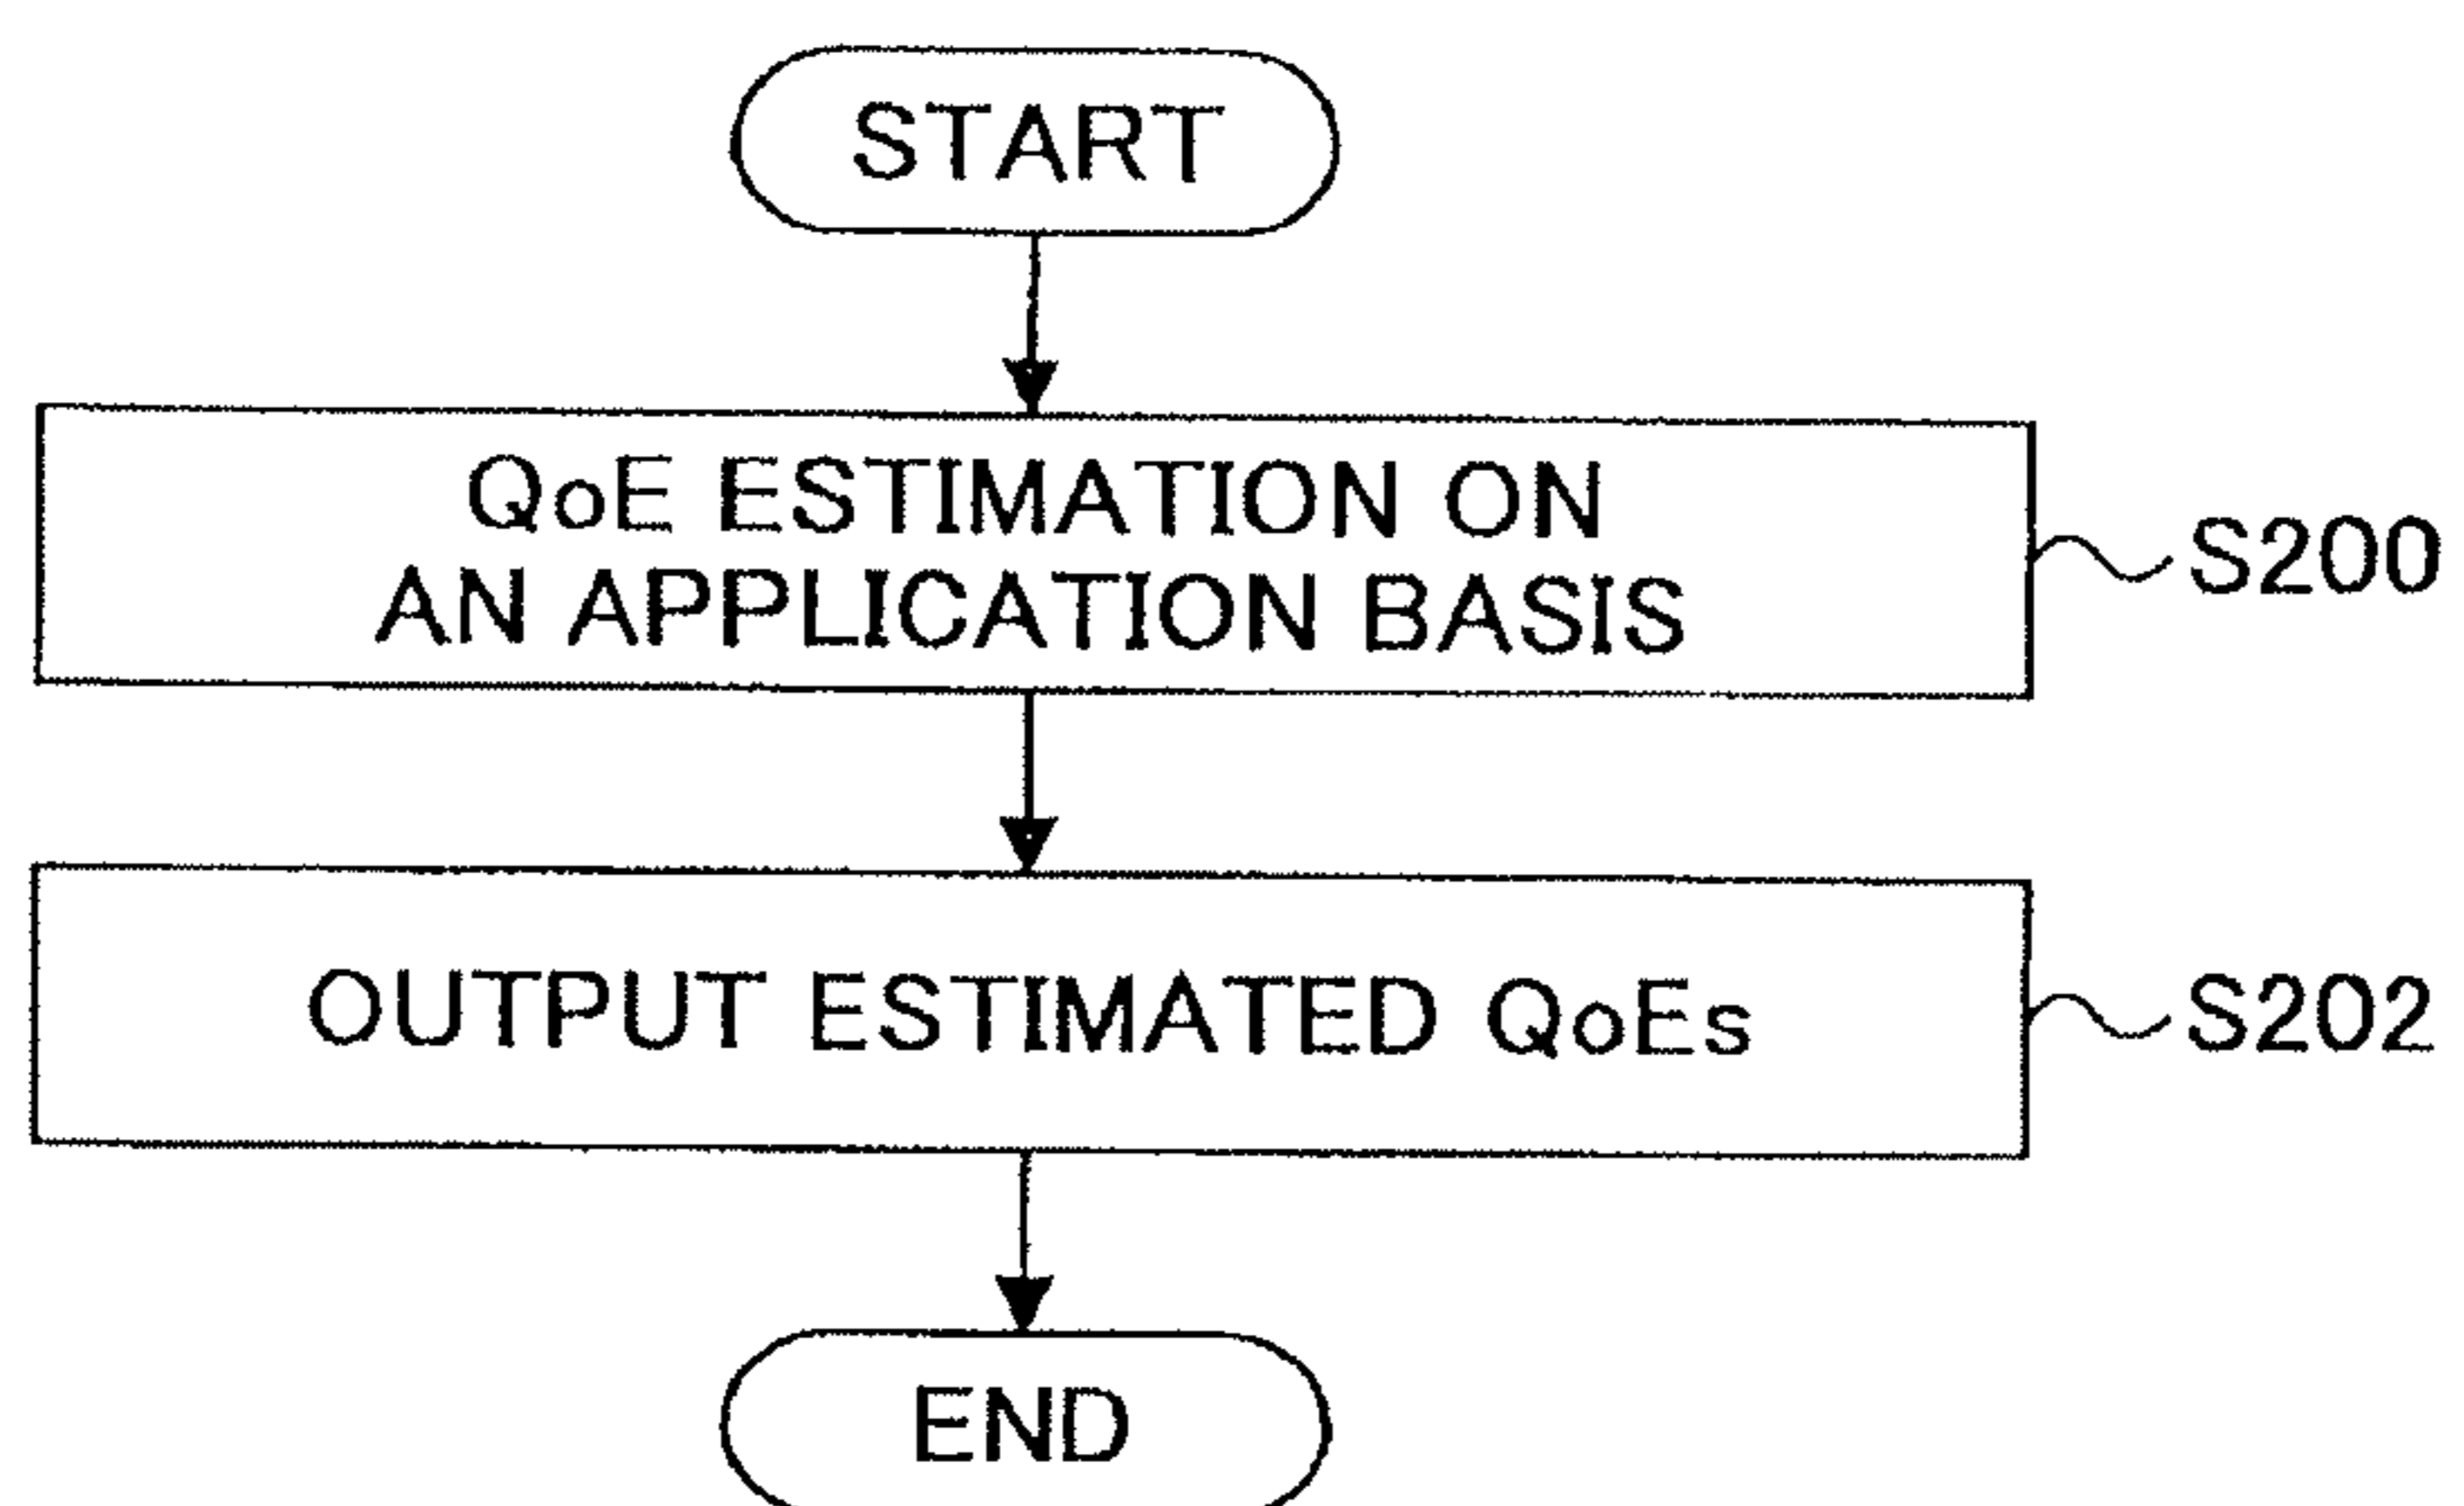 START
QoE ESTIMATION ON
AN APPLICATION BASIS
S200
OUTPUT ESTIMATED QoEs
S202
END